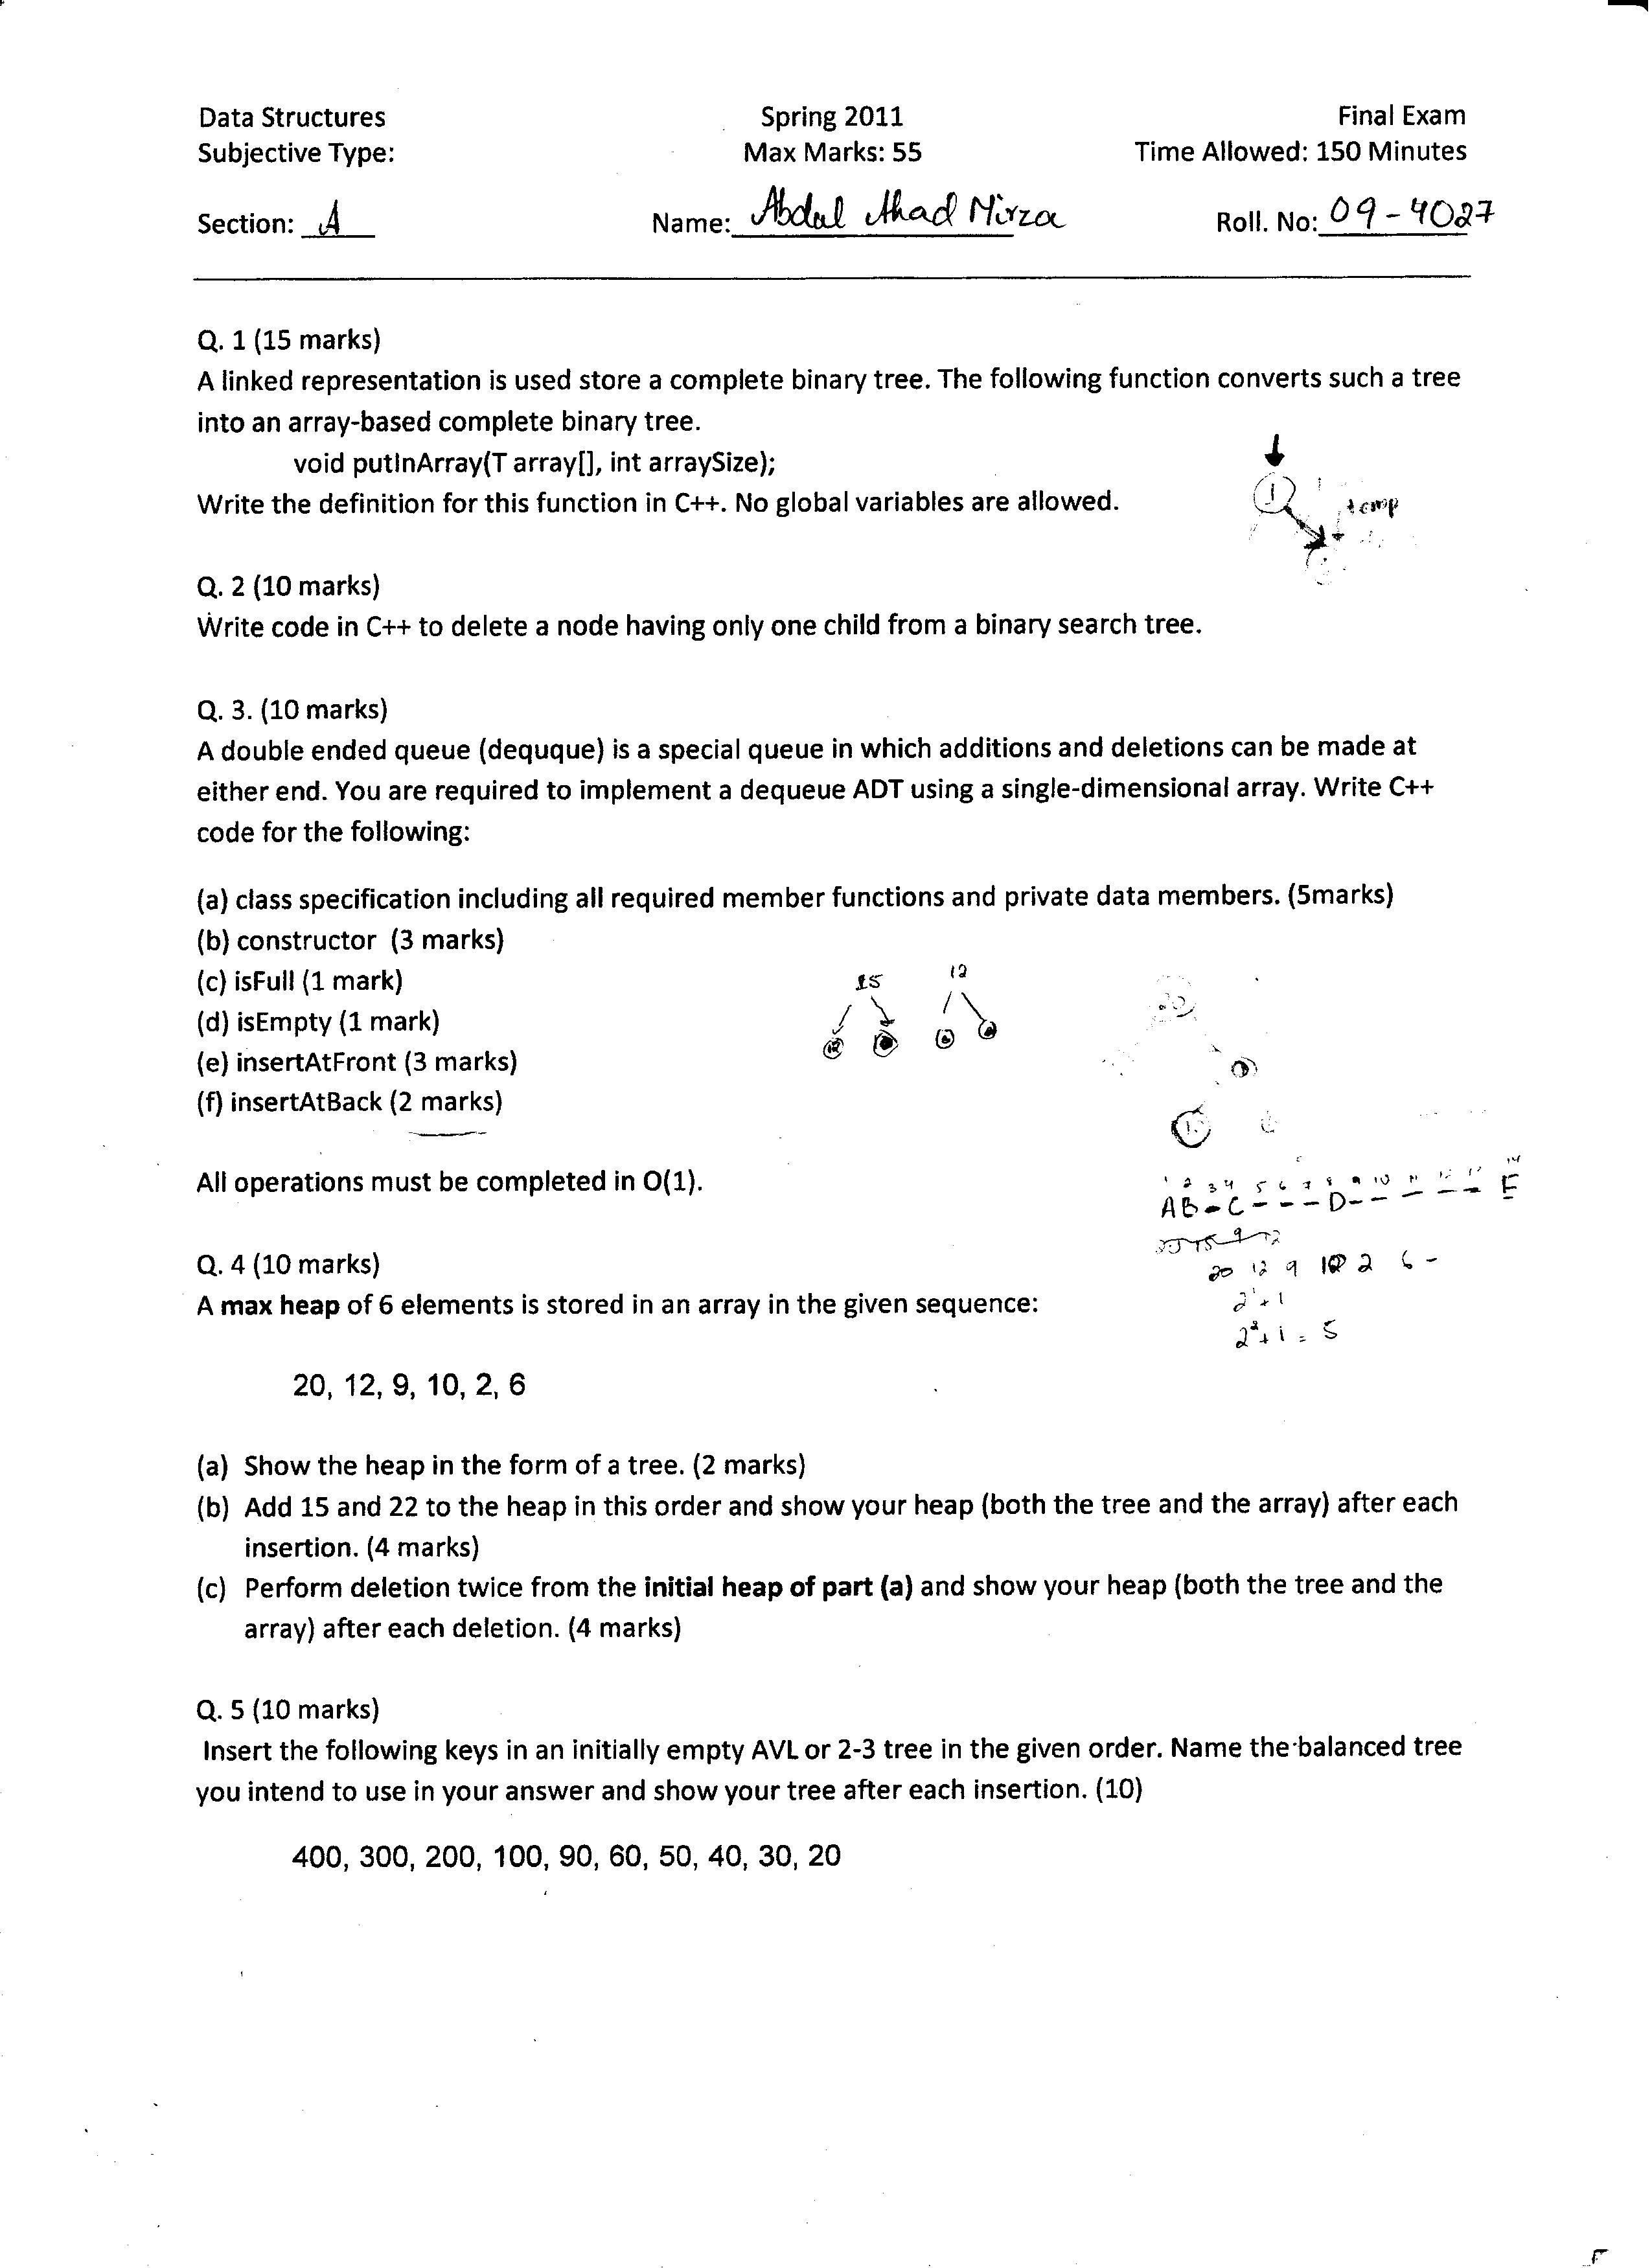 Data Structures Spring 2011 Final Exam
Subjective Type: Max Marks: 55 Time Allowed: 150 Minutes
Section: A Name: Abdul Ahad Mirza Roll. No: 09-4027
Q. 1 (15 marks)
A linked representation is used store a complete binary tree. The following function converts such a tree
into an array-based complete binary tree.
void putInArray(T array[], int arraySize);
Write the definition for this function in C++. No global variables are allowed.
1
temp
Q. 2 (10 marks)
Write code in C++ to delete a node having only one child from a binary search tree.
Q. 3. (10 marks)
A double ended queue (dequque) is a special queue in which additions and deletions can be made at
either end. You are required to implement a dequeue ADT using a single-dimensional array. Write C++
code for the following:
(a) class specification including all required member functions and private data members. (5marks)
(b) constructor (3 marks)
(c) isFull (1 mark)
15 12
(d) isEmpty (1 mark)
(e) insertAtFront (3 marks)
(f) insertAtBack (2 marks)
All operations must be completed in O(1).
1 2 3 4 5 6 7 8 9 10 11 12 13 14
A B - C - - - D - - - - - - E
Q. 4 (10 marks)
20 12 9 10 2 6 -
A max heap of 6 elements is stored in an array in the given sequence:
2¹+1
2²+1 = 5
20, 12, 9, 10, 2, 6
(a) Show the heap in the form of a tree. (2 marks)
(b) Add 15 and 22 to the heap in this order and show your heap (both the tree and the array) after each
insertion. (4 marks)
(c) Perform deletion twice from the initial heap of part (a) and show your heap (both the tree and the
array) after each deletion. (4 marks)
Q. 5 (10 marks)
Insert the following keys in an initially empty AVL or 2-3 tree in the given order. Name the balanced tree
you intend to use in your answer and show your tree after each insertion. (10)
400, 300, 200, 100, 90, 60, 50, 40, 30, 20